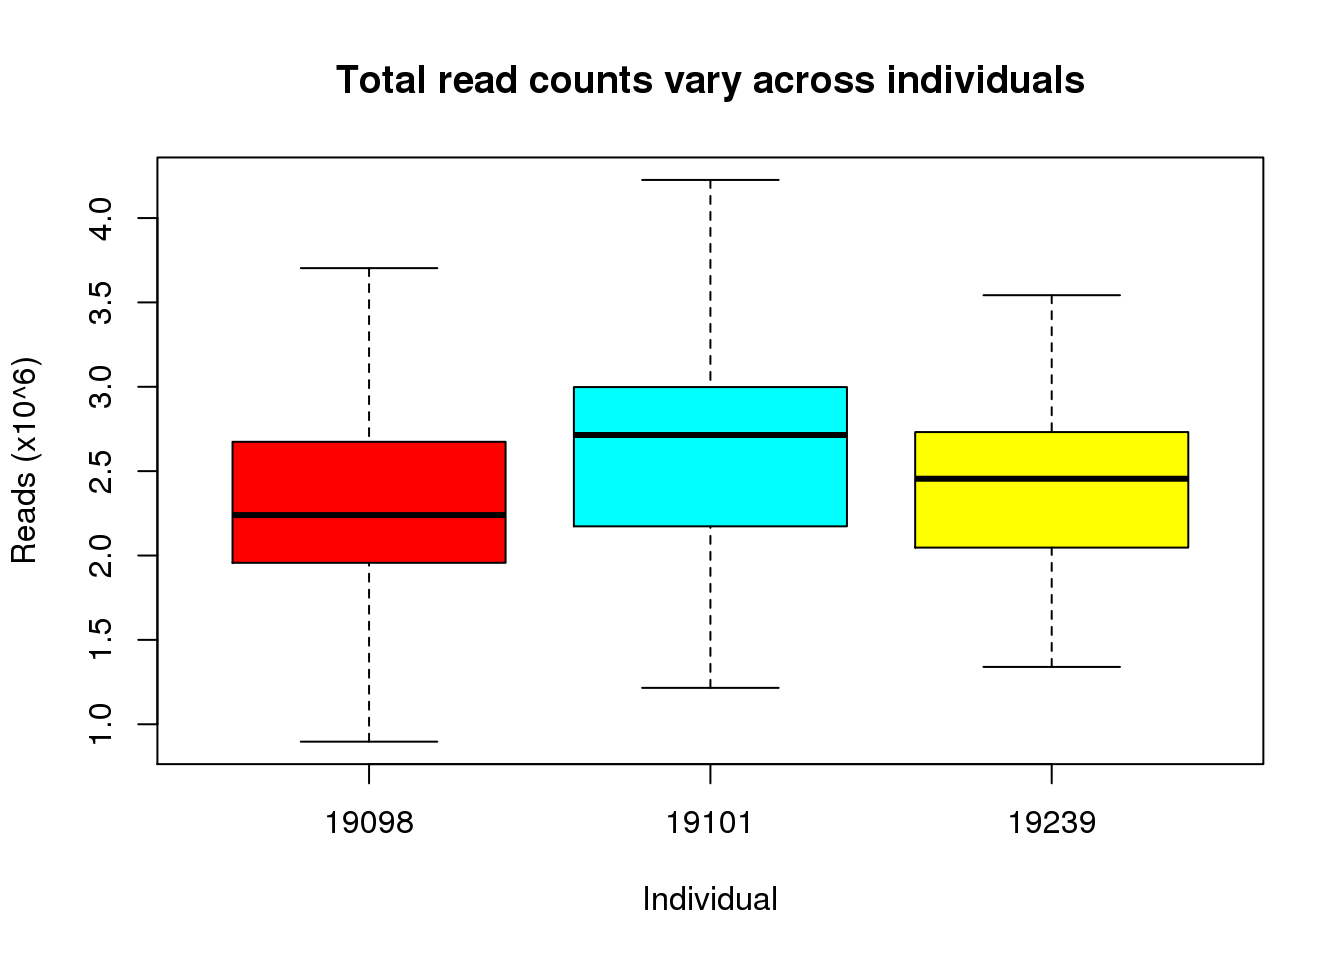 Total read counts vary across individuals
Reads (x10^6)
4.0
3.5
3.0
2.5
2.0
1.5
1.0
19098 19101 19239
Individual